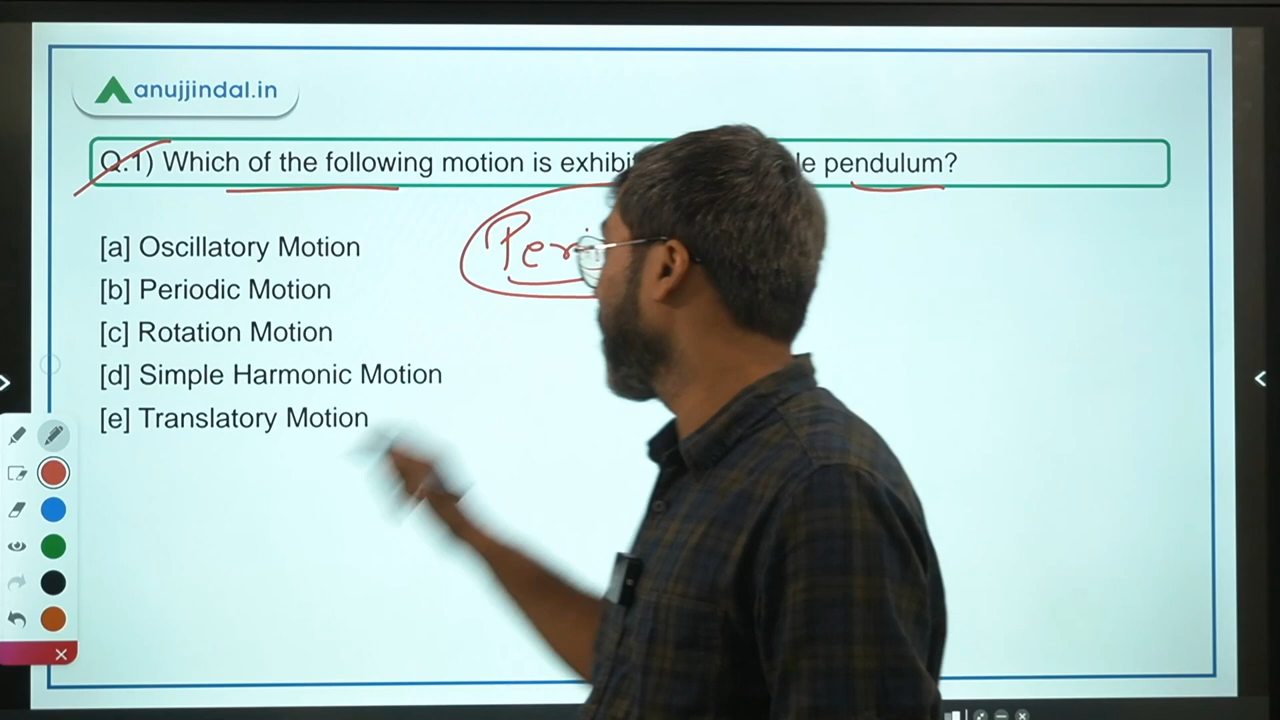 anujjindal.in
Q.1) Which of the following motion is exhibi le pendulum?
[a] Oscillatory Motion
Per
[b] Periodic Motion
[c] Rotation Motion
[d] Simple Harmonic Motion
[e] Translatory Motion